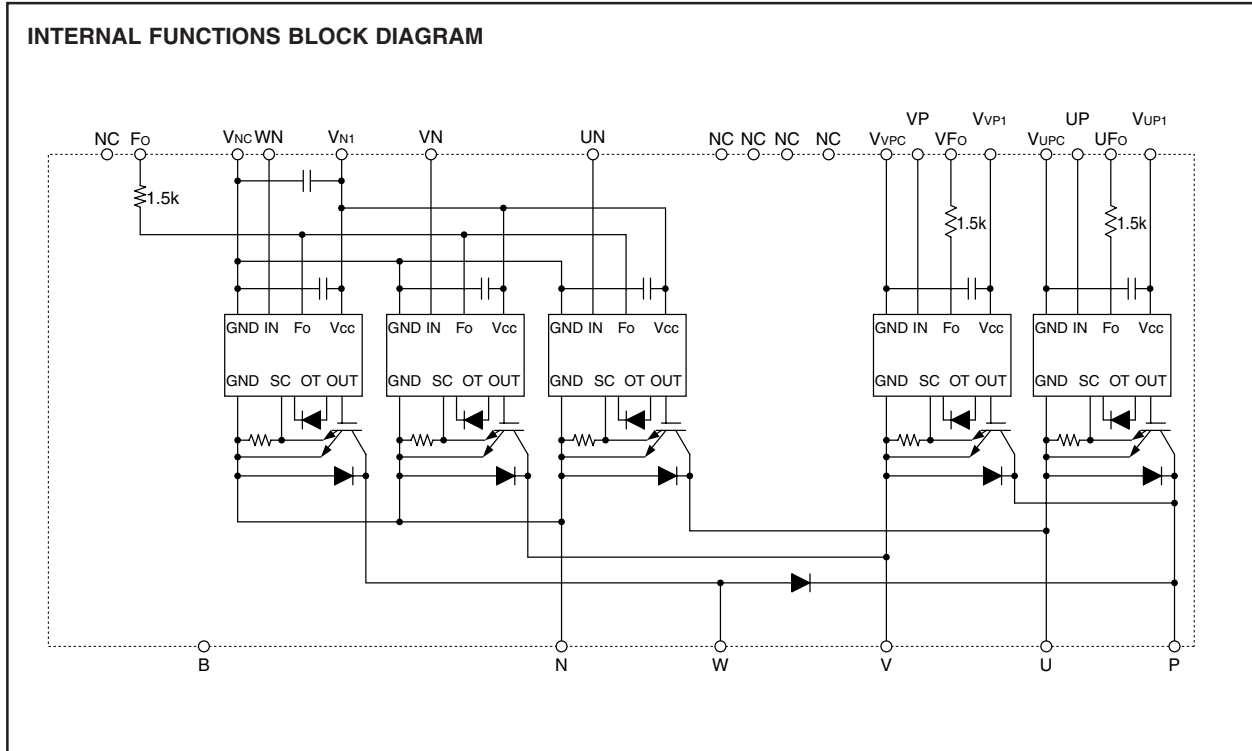 INTERNAL FUNCTIONS BLOCK DIAGRAM
VP VVP1 UP VUP1
NC FO VNC WN VN1 VN UN NC NC NC NC VVPC VFO VUPC UFO
1.5k 1.5k 1.5k
GND IN Fo Vcc GND IN Fo Vcc GND IN Fo Vcc GND IN Fo Vcc GND IN Fo Vcc
GND SC OT OUT GND SC OT OUT GND SC OT OUT GND SC OT OUT GND SC OT OUT
B N W V U P